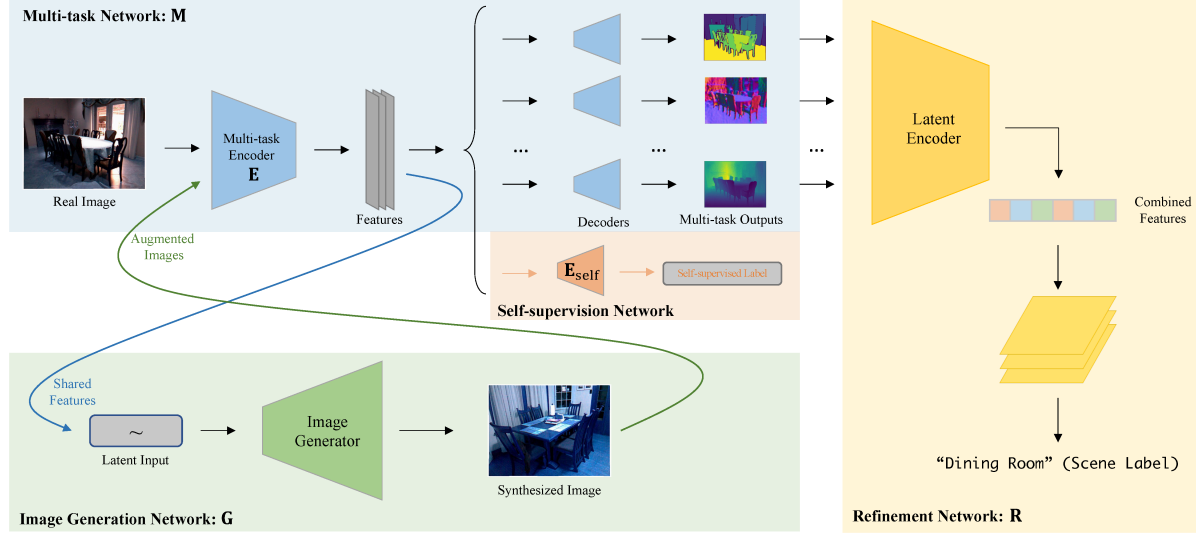 Multi-task Network: M
Real Image
Multi-task
Encoder
E
Features
...
...
...
Decoders
Multi-task Outputs
Augmented
Images
E self
Self-supervised Label
Self-supervision Network
Shared
Features
~
Latent Input
Image
Generator
Synthesized Image
Image Generation Network: G
Latent
Encoder
Combined
Features
“Dining Room” (Scene Label)
Refinement Network: R